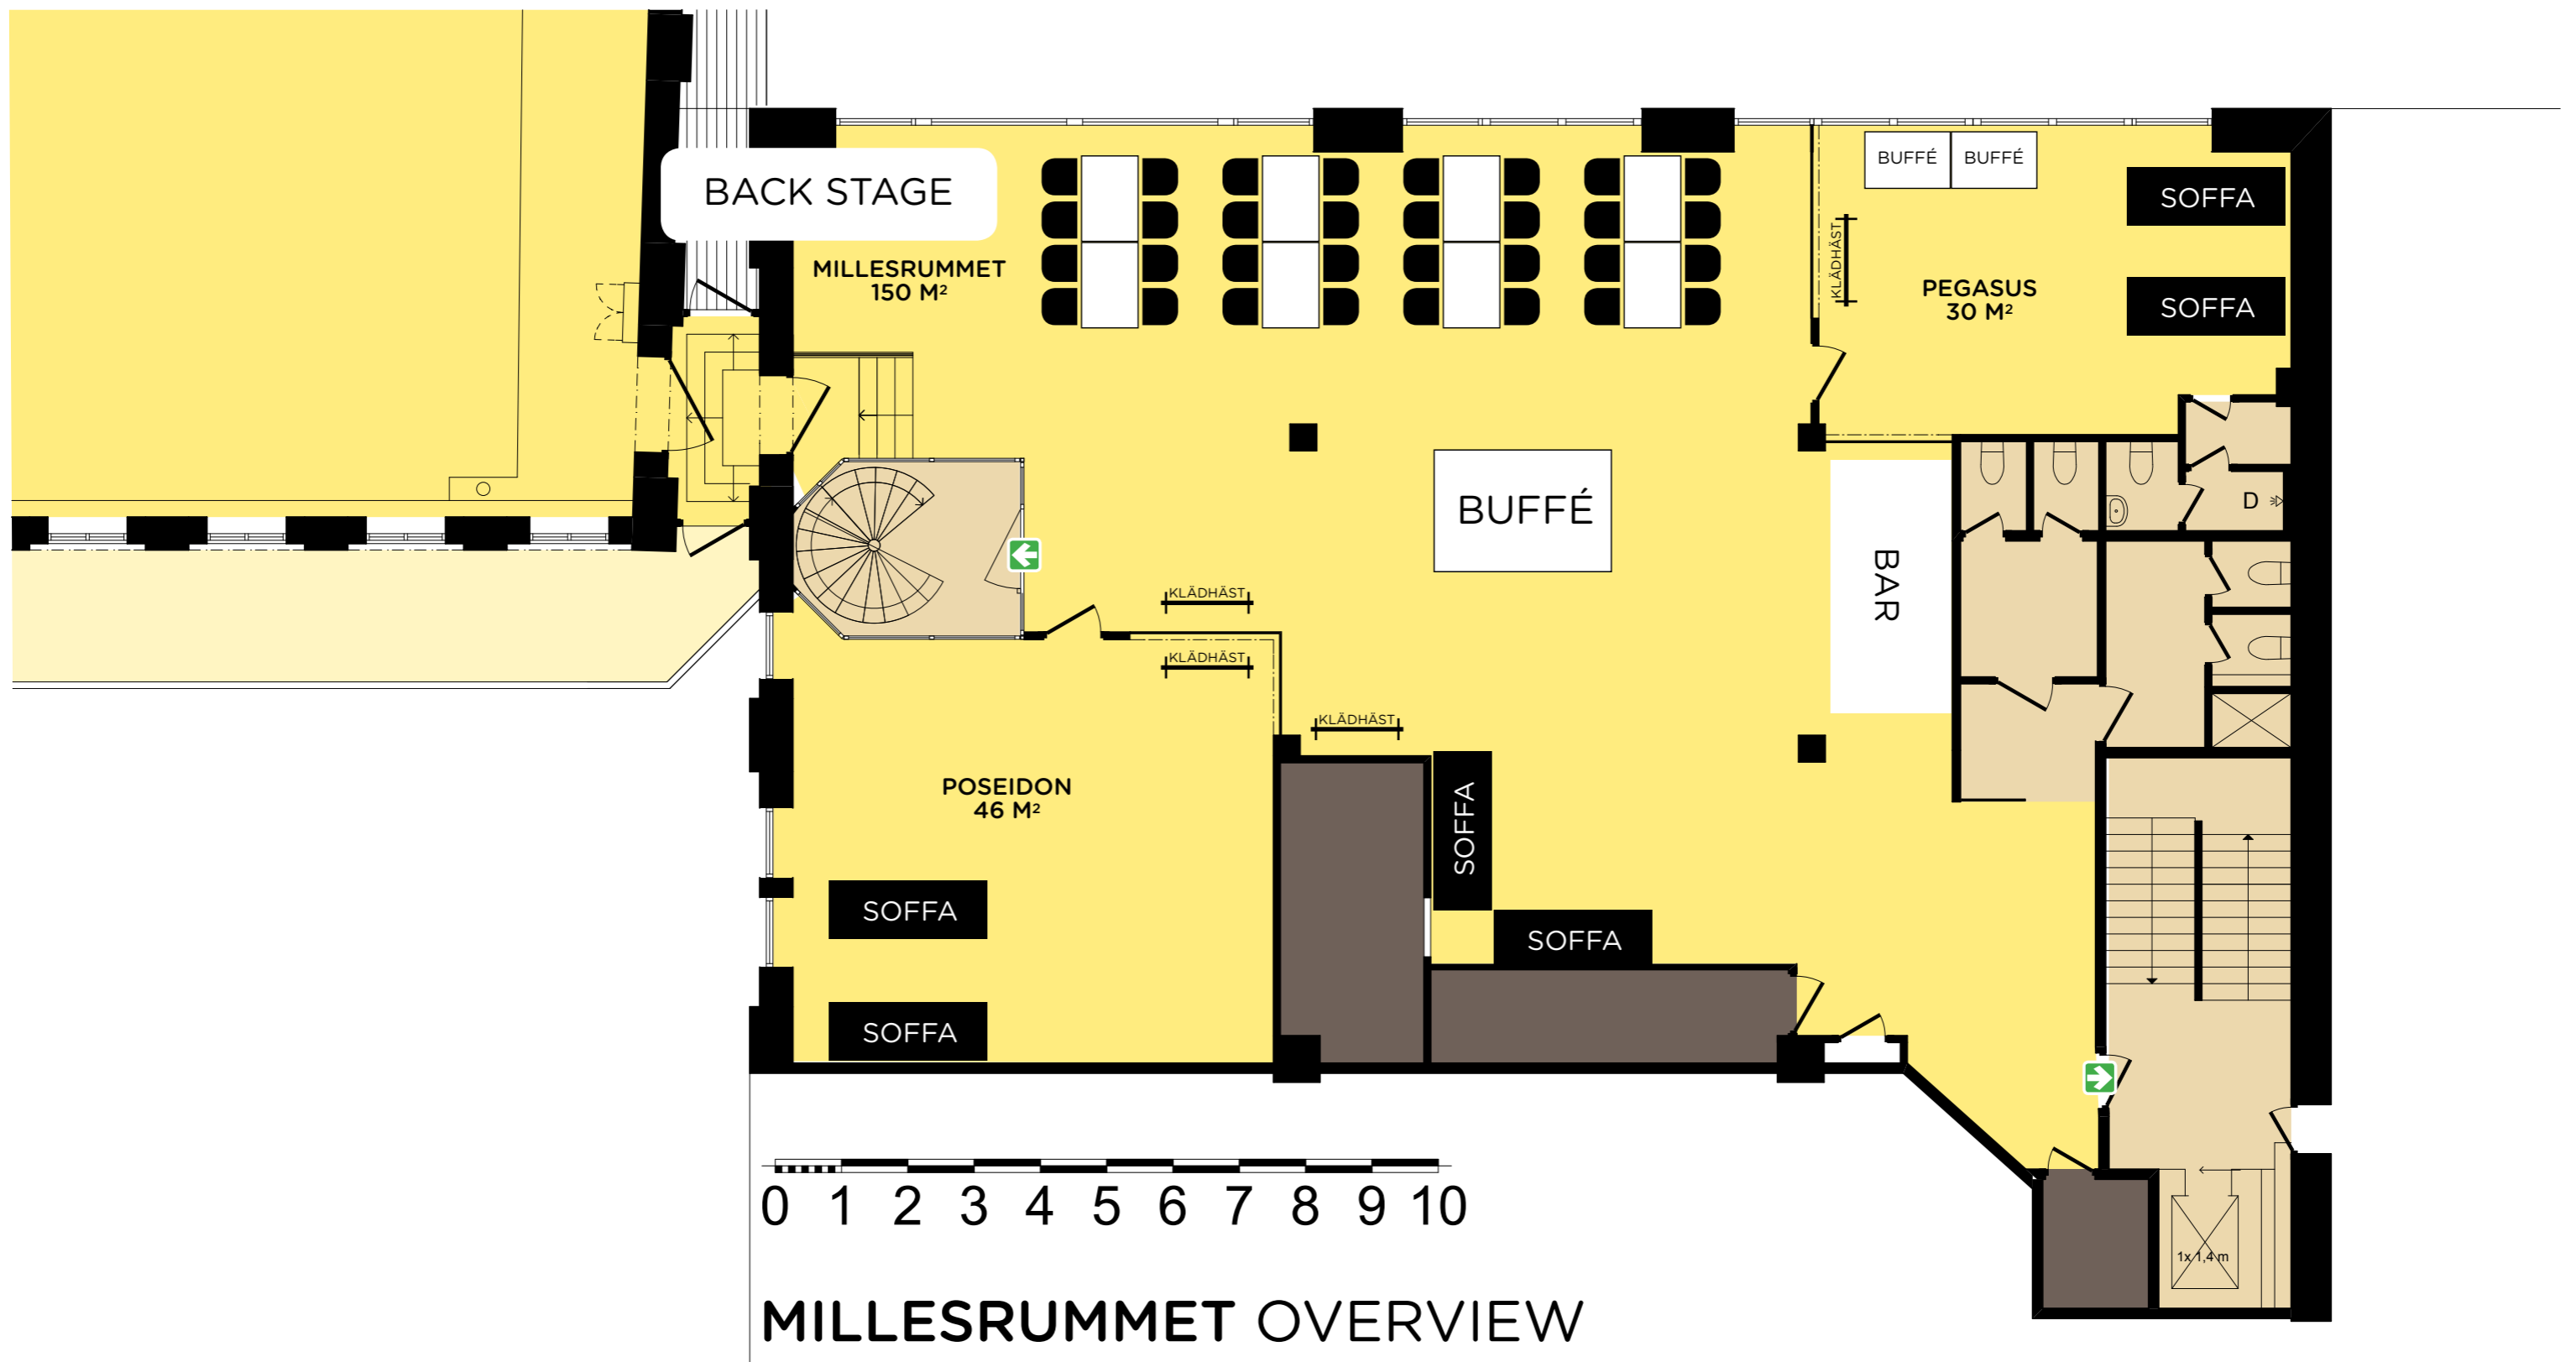 BUFFÉ BUFFÉ
BACK STAGE
SOFFA
KLÄDHÄST
MILLESRUMMET
150 M²
PEGASUS
30 M²
SOFFA
BUFFÉ
D
BAR
KLÄDHÄST
KLÄDHÄST
KLÄDHÄST
POSEIDON
46 M²
SOFFA
SOFFA
SOFFA
SOFFA
0 1 2 3 4 5 6 7 8 9 10
1x 1,4 m
MILLESRUMMET OVERVIEW